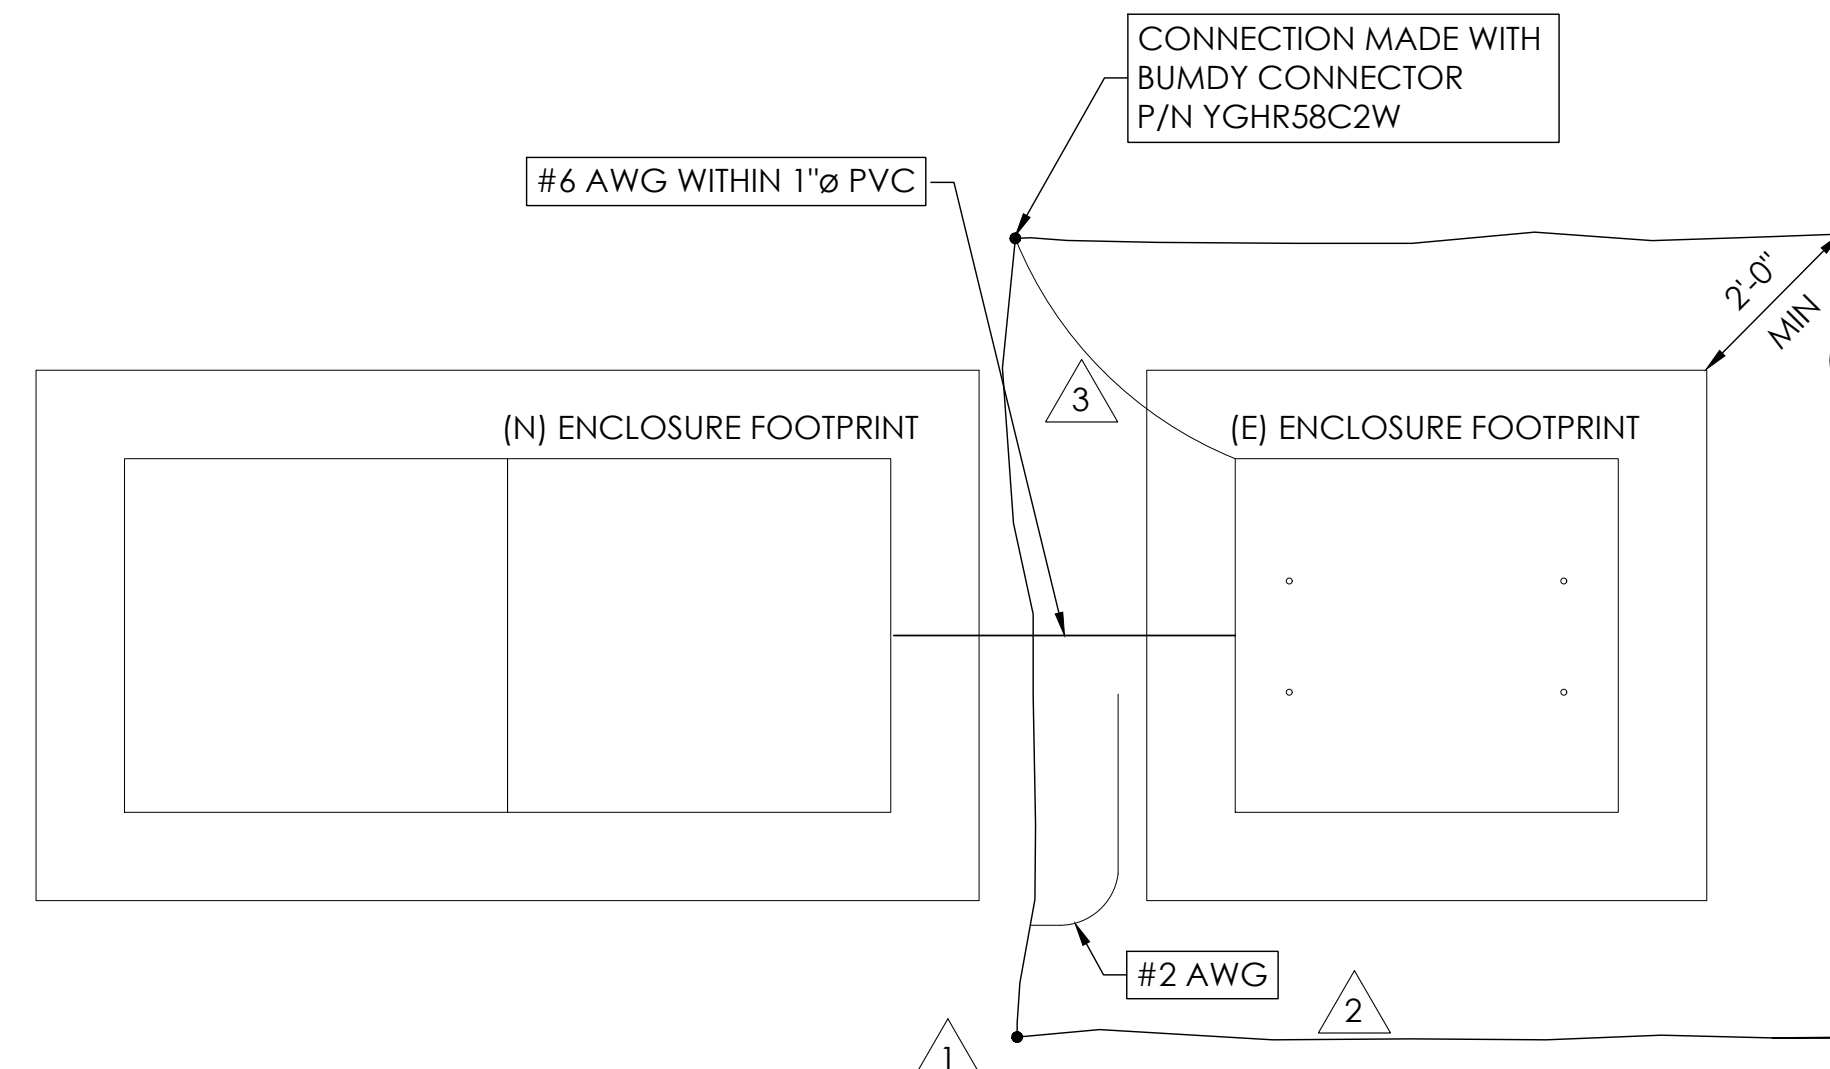 CONNECTION MADE WITH
BUMDY CONNECTOR
P/N YGHR58C2W
#6 AWG WITHIN 1"ø PVC
2'-0"
MIN
3
(N) ENCLOSURE FOOTPRINT
(E) ENCLOSURE FOOTPRINT
#2 AWG
2
1